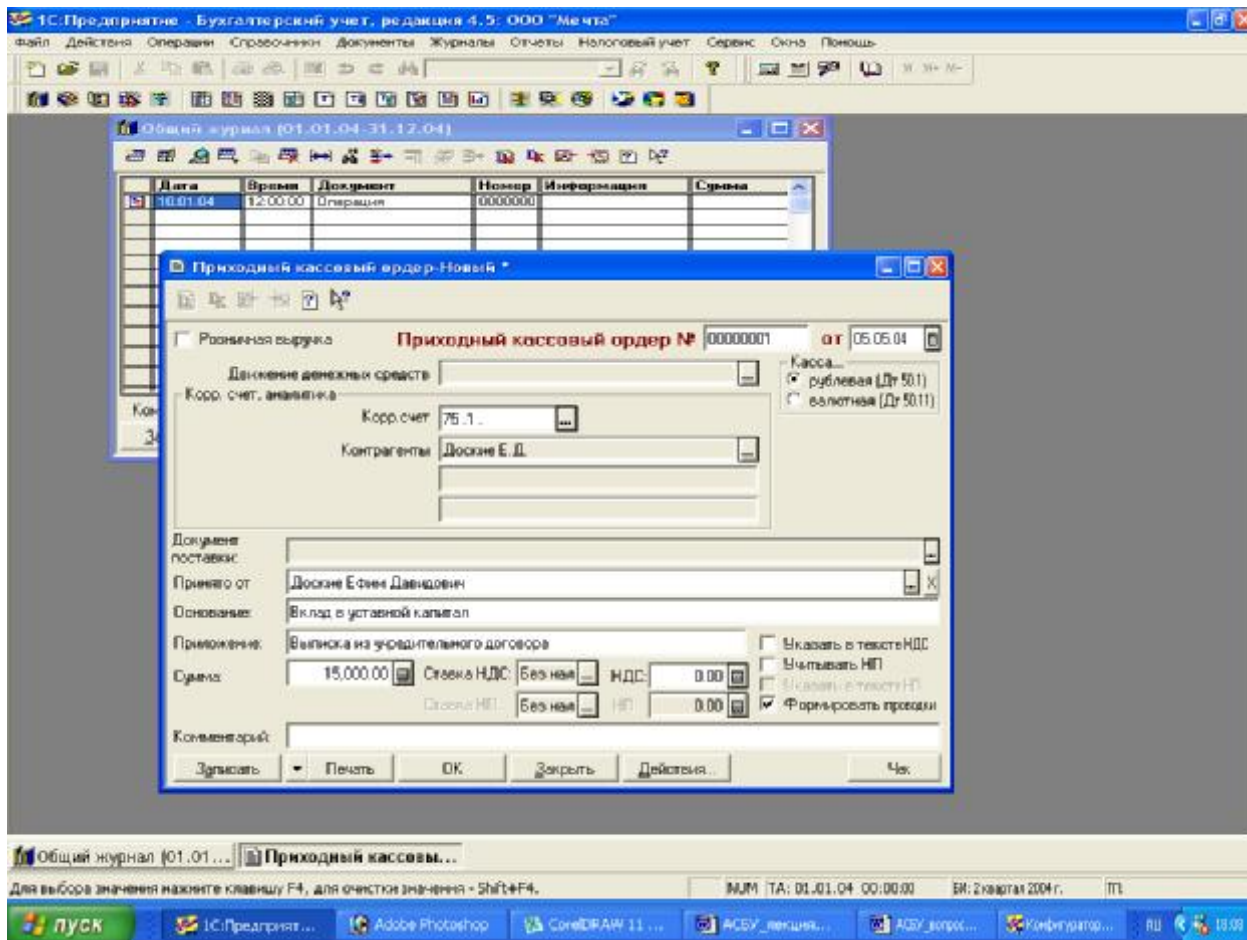 1С:Предприятие - Бухгалтерский учет, редакция 4.5: ООО "Мечта"
Файл Действия Операции Справочники Документы Журналы Отчеты Налоговый учет Сервис Окна Помощь
Общий журнал (01.01.04-31.12.04)
Дата Время Документ Номер Информация Сумма
10.01.04 12:00:00 Операция 0000000
Приходный кассовый ордер-Новый *
Розничная выручка Приходный кассовый ордер № 00000001 от 05.05.04
Движение денежных средств
Касса...
рублевая (Дт 50.1)
валютная (Дт 50.11)
Корр. счет, аналитика
Корр.счет 75.1.
Контрагенты Доские Е.Д.
Документ поставки:
Принято от Доские Ефим Давидович
Основание: Вклад в уставной капитал
Приложение: Выписка из учредительного договора
Указать в тексте НДС
Учитывать НП
Указать в тексте НП
Формировать проводки
Сумма: 15,000.00 Ставка НДС: Без нал НДС: 0.00
Ставка НП: Без нал НП: 0.00
Комментарий:
Записать Печать OK Закрыть Действия... Чек
Общий журнал (01.01... Приходный кассовы...
Для выбора значения нажмите клавишу F4, для очистки значения - Shift+F4.
NUM TA: 01.01.04 00:00:00 БИ: 2 квартал 2004 г.
пуск 1С:Предприят... Adobe Photoshop CorelDRAW 11 ... АСБУ_лекция... АСБУ_вопрос... Конфигуратор... RU 18:09